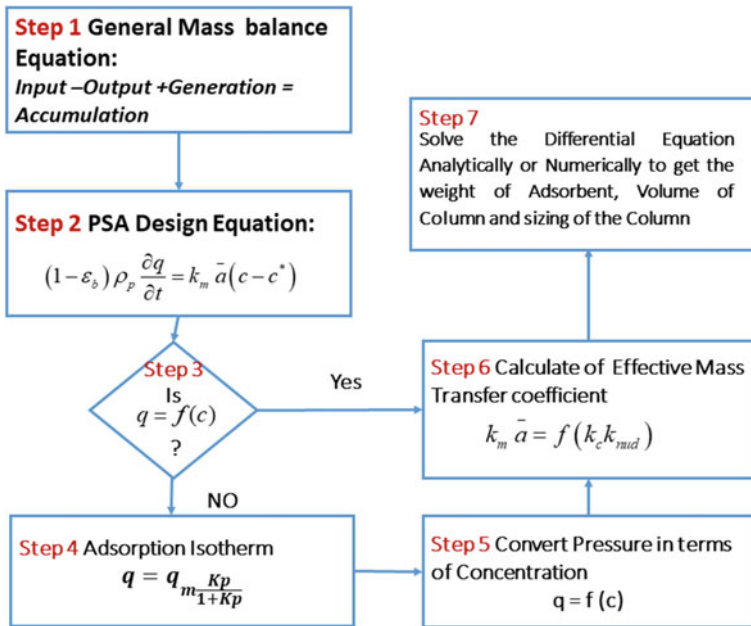 Step 1 General Mass balance
Equation:
Input –Output +Generation =
Accumulation
Step 2 PSA Design Equation:
(1−ε_b) ρ_p ∂q/∂t = k_m a̅ (c − c*)
Step 3
Is
q = f(c)
?
Yes
NO
Step 4 Adsorption Isotherm
q = q_m Kp/1+Kp
Step 5 Convert Pressure in terms
of Concentration
q = f (c)
Step 6 Calculate of Effective Mass
Transfer coefficient
k_m a̅ = f (k_c k_mud)
Step 7
Solve the Differential Equation
Analytically or Numerically to get the
weight of Adsorbent, Volume of
Column and sizing of the Column